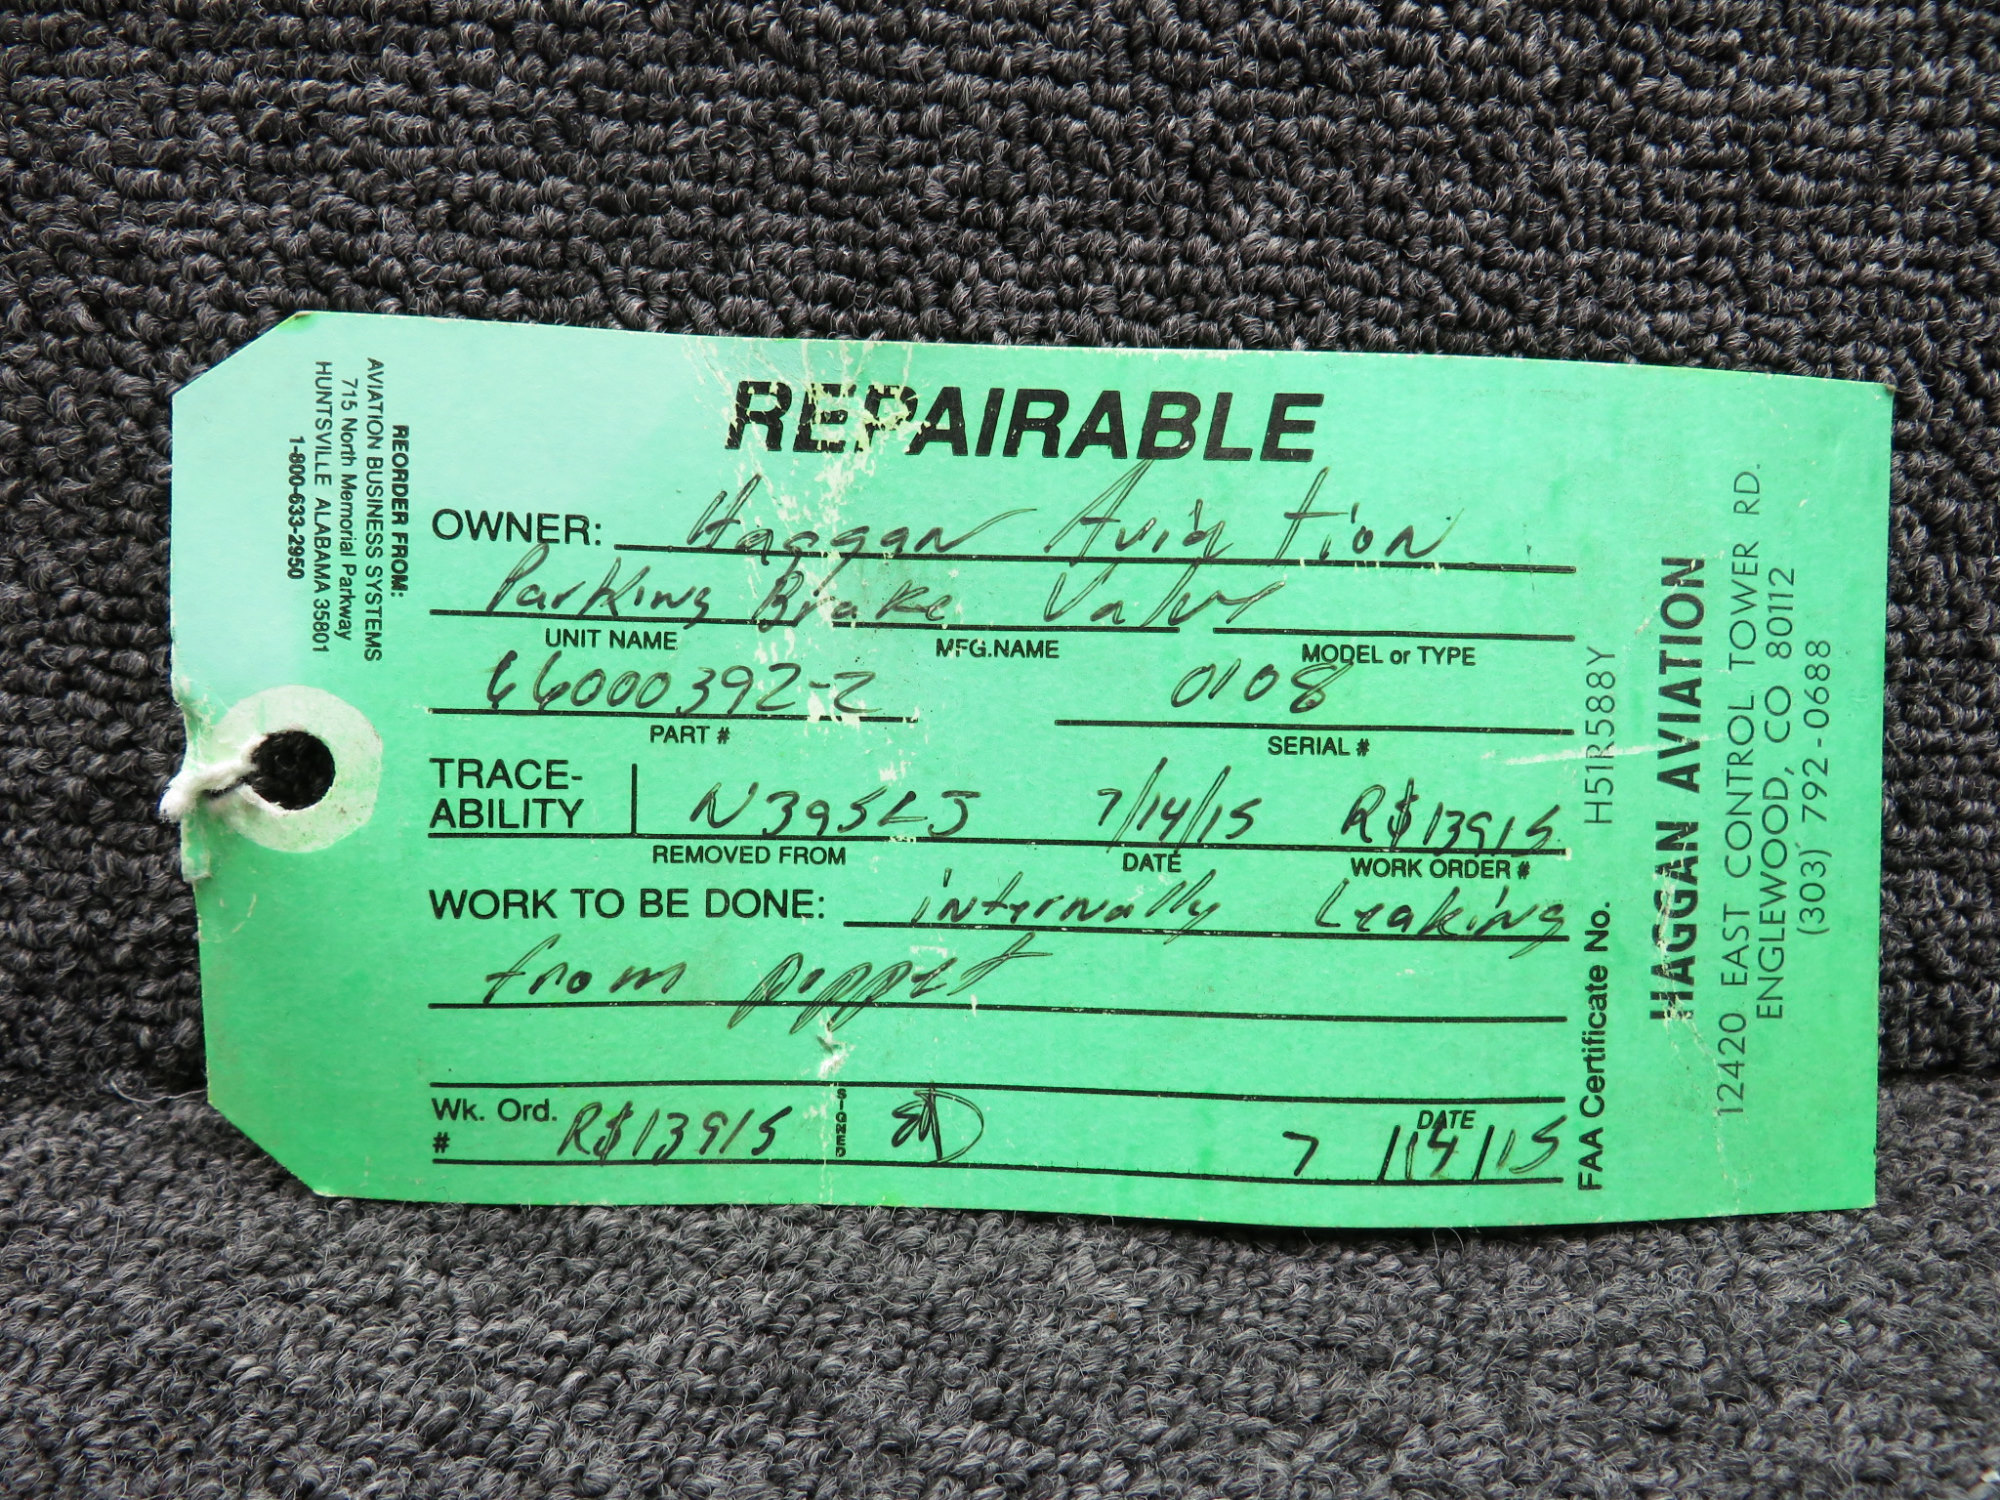 REPAIRABLE
OWNER: Haggan Aviation
Parking Brake Valve
UNIT NAME MFG.NAME MODEL or TYPE
66000392-2 0108
PART # SERIAL #
TRACE-
ABILITY N395LJ 7/14/15 R$13915
REMOVED FROM DATE WORK ORDER #
WORK TO BE DONE: internally Leaking
from poppet
Wk. Ord. # R$13915 SIGNED DATE 7/14/15
REORDER FROM:
AVIATION BUSINESS SYSTEMS
715 North Memorial Parkway
HUNTSVILLE ALABAMA 35801
1-800-633-2950
FAA Certificate No. H51R588Y
HAGGAN AVIATION
12420 EAST CONTROL TOWER RD.
ENGLEWOOD, CO 80112
(303) 792-0688